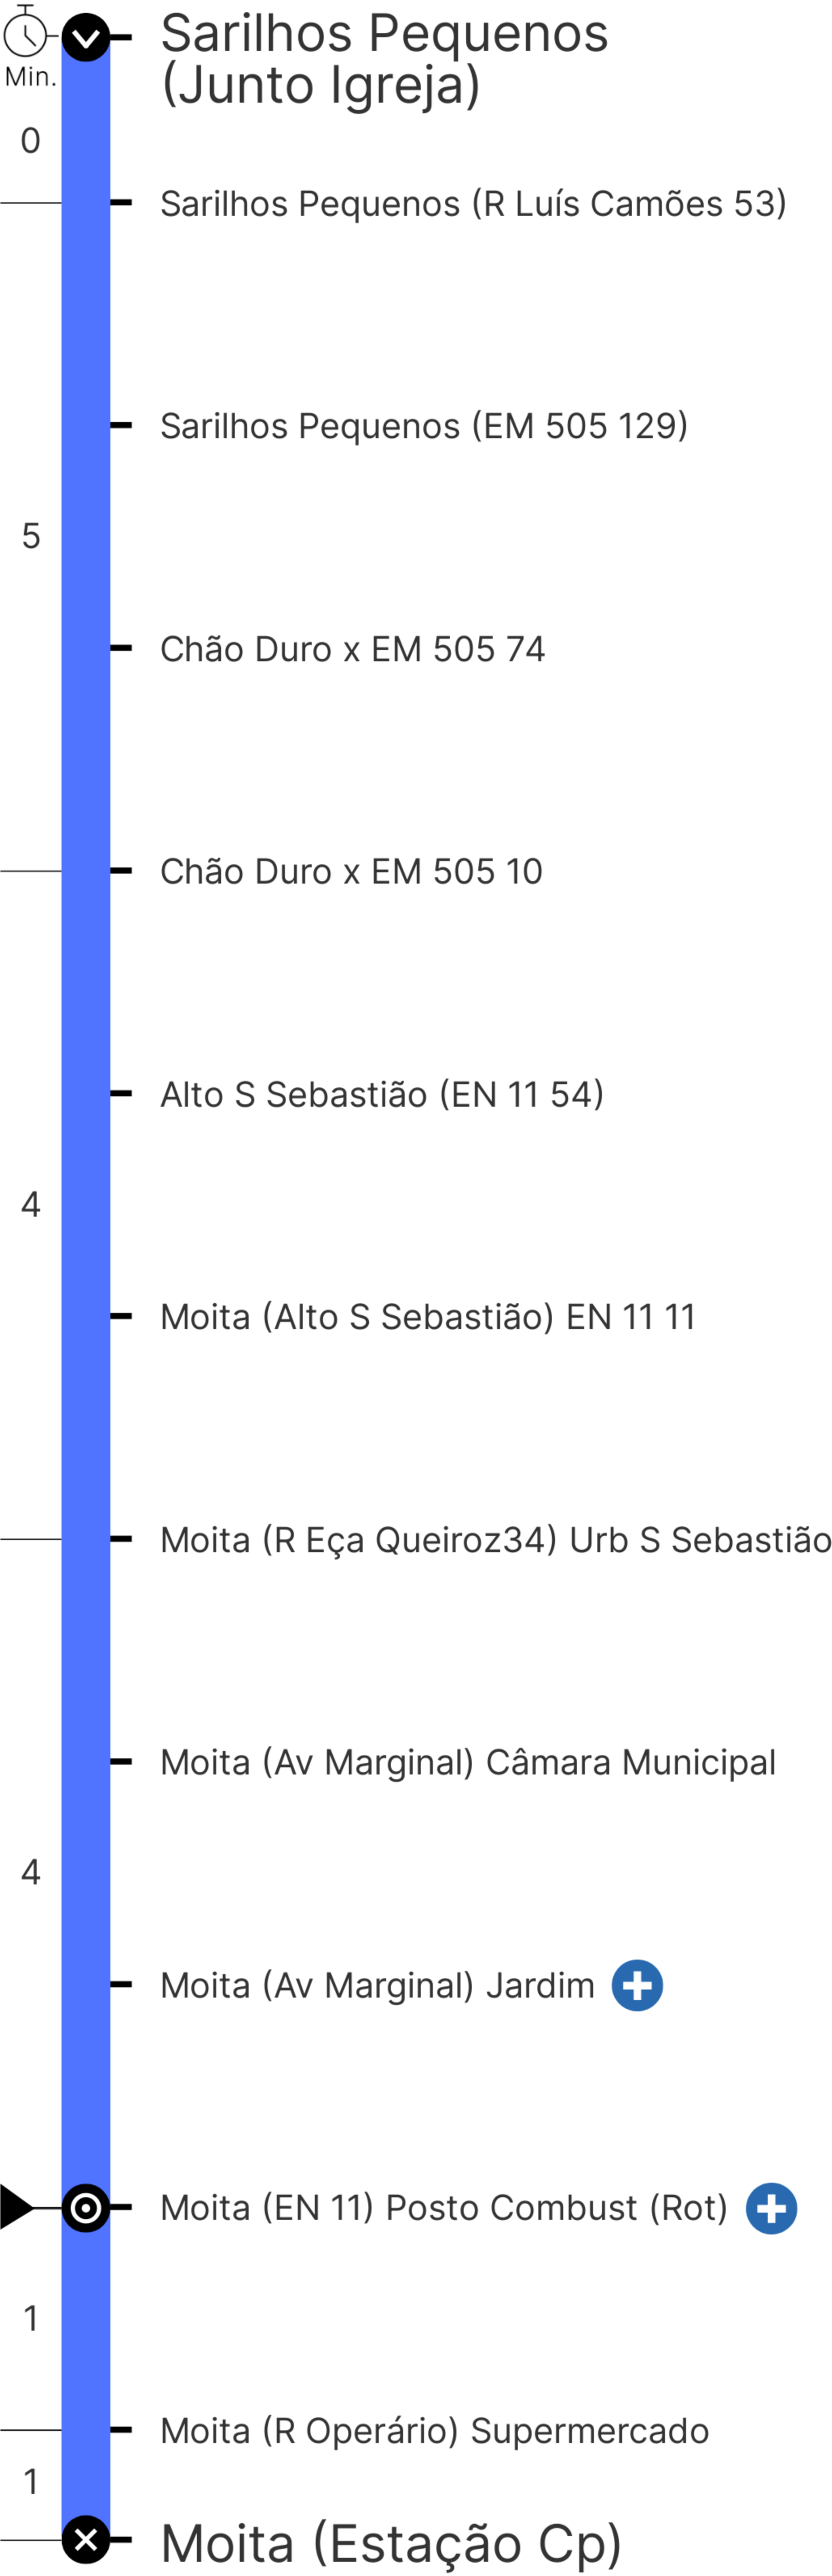 Sarilhos Pequenos
(Junto Igreja)
Min.
0
Sarilhos Pequenos (R Luís Camões 53)
Sarilhos Pequenos (EM 505 129)
5
Chão Duro x EM 505 74
Chão Duro x EM 505 10
Alto S Sebastião (EN 11 54)
4
Moita (Alto S Sebastião) EN 11 11
Moita (R Eça Queiroz34) Urb S Sebastião
Moita (Av Marginal) Câmara Municipal
4
Moita (Av Marginal) Jardim
Moita (EN 11) Posto Combust (Rot)
1
Moita (R Operário) Supermercado
1
Moita (Estação Cp)